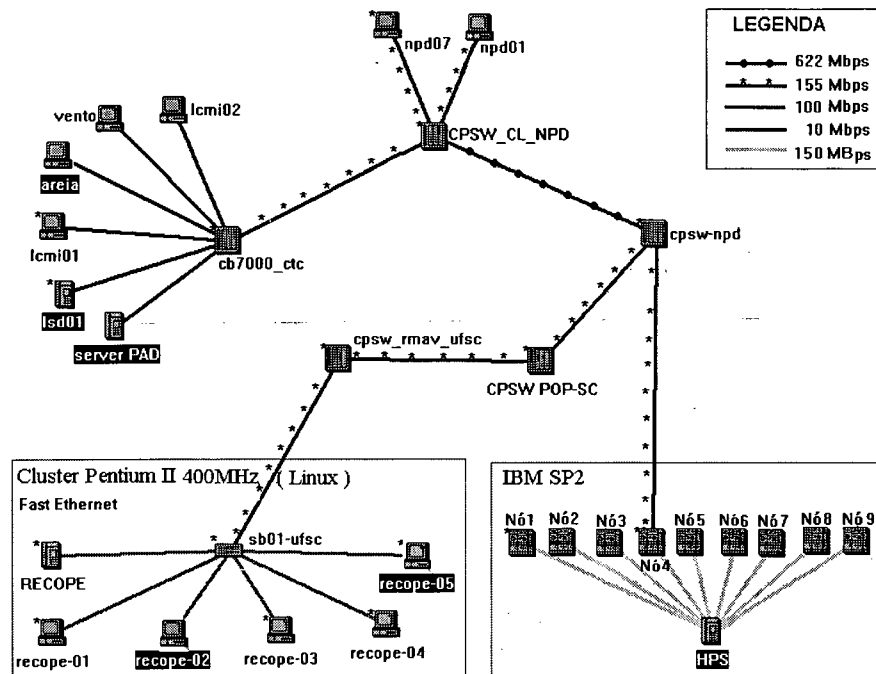 LEGENDA
622 Mbps
155 Mbps
100 Mbps
10 Mbps
150 MBps
npd07
npd01
CPSW_CL_NPD
vento
lcmi02
areia
lcmi01
cb7000_ctc
lsd01
server PAD
cpsw-npd
cpsw_rmav_ufsc
CPSW POP-SC
Cluster Pentium II 400MHz ( Linux )
Fast Ethernet
sb01-ufsc
RECOPE
recope-05
recope-01
recope-02
recope-03
recope-04
IBM SP2
Nó1 Nó2 Nó3 Nó5 Nó6 Nó7 Nó8 Nó9
Nó4
HPS